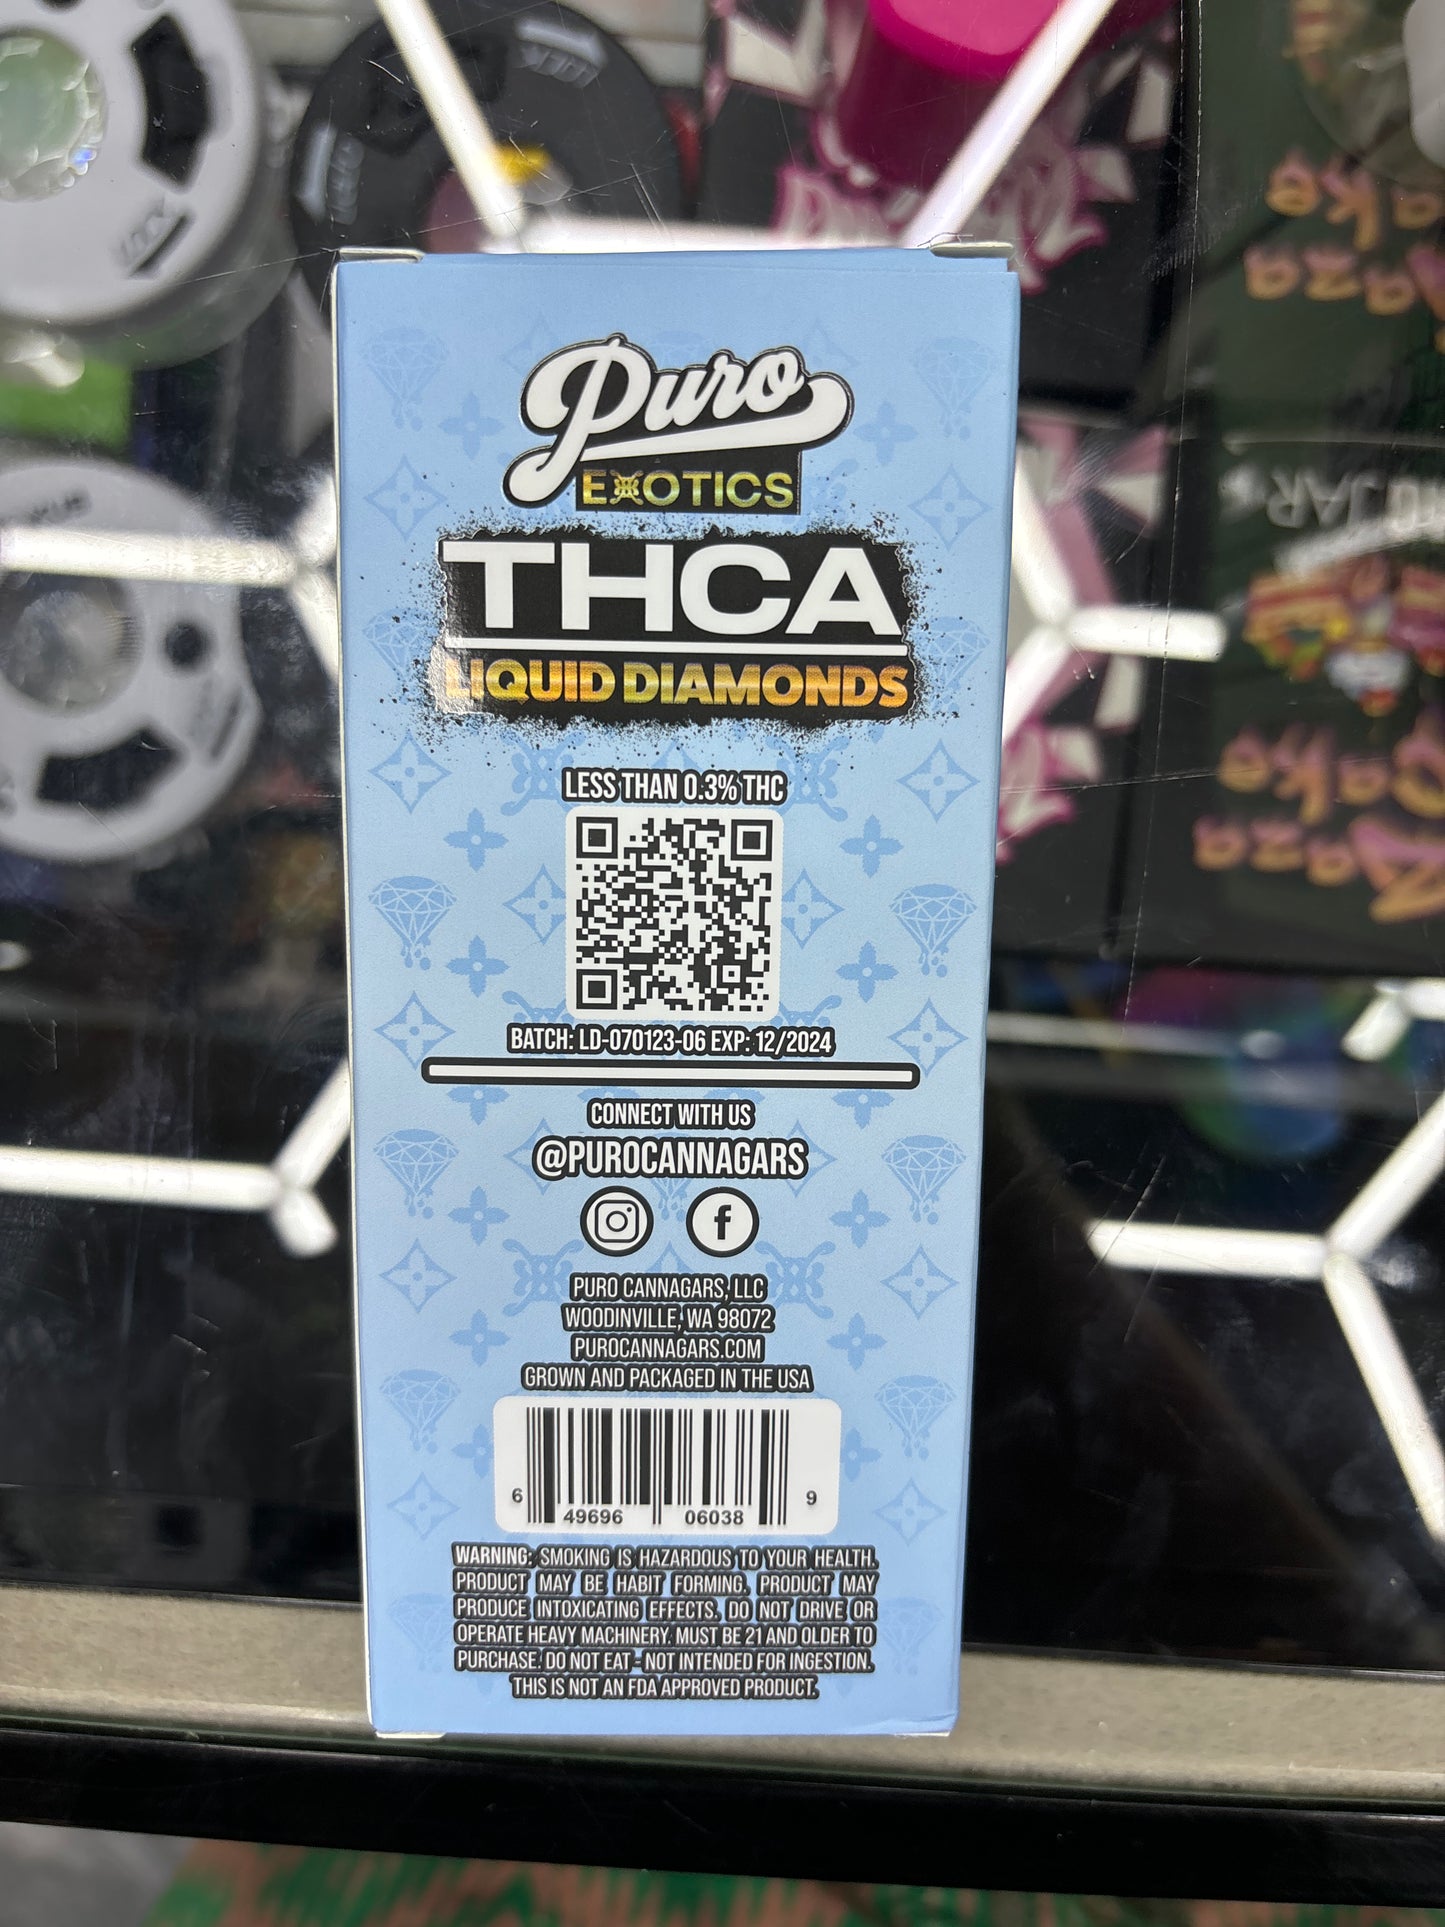 Puro
EXOTICS
THCA
LIQUID DIAMONDS
LESS THAN 0.3% THC
BATCH: LD-070123-06 EXP: 12/2024
CONNECT WITH US
@PUROCANNAGARS
f
PURO CANNAGARS, LLC
WOODINVILLE, WA 98072
PUROCANNAGARS.COM
GROWN AND PACKAGED IN THE USA
6 49696 06038 9
WARNING: SMOKING IS HAZARDOUS TO YOUR HEALTH.
PRODUCT MAY BE HABIT FORMING. PRODUCT MAY
PRODUCE INTOXICATING EFFECTS. DO NOT DRIVE OR
OPERATE HEAVY MACHINERY. MUST BE 21 AND OLDER TO
PURCHASE. DO NOT EAT - NOT INTENDED FOR INGESTION.
THIS IS NOT AN FDA APPROVED PRODUCT.
LOCK
JAR